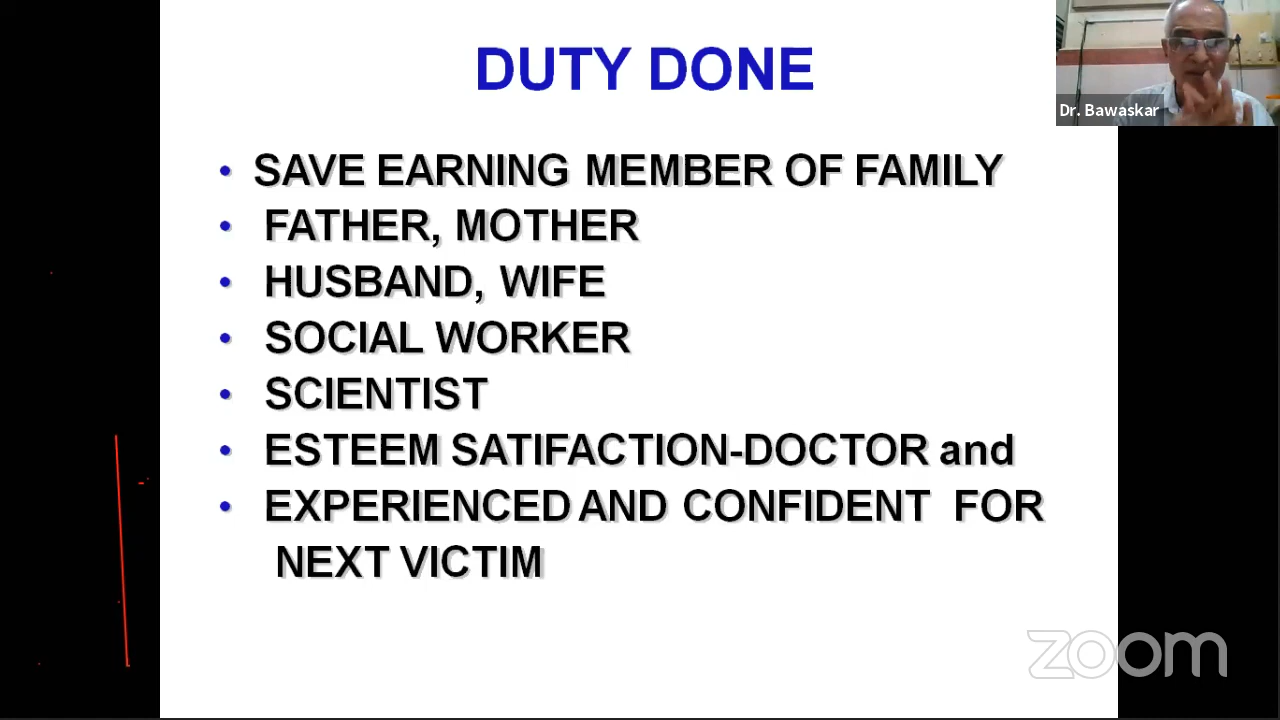 DUTY DONE
Dr. Bawaskar
• SAVE EARNING MEMBER OF FAMILY
• FATHER, MOTHER
• HUSBAND, WIFE
• SOCIAL WORKER
• SCIENTIST
• ESTEEM SATIFACTION-DOCTOR and
• EXPERIENCED AND CONFIDENT FOR
NEXT VICTIM
zoom